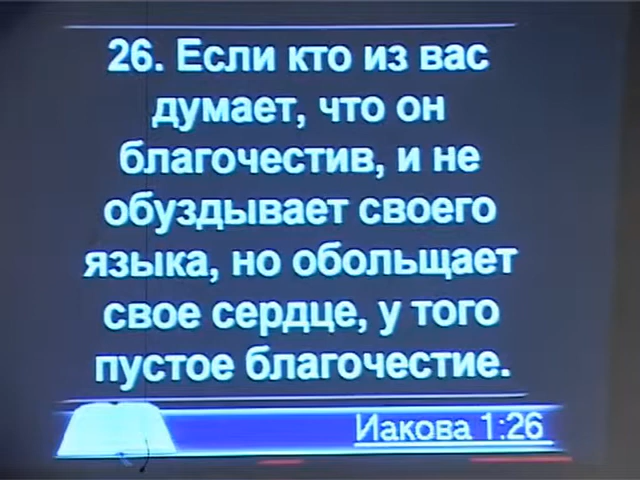 26. Если кто из вас
думает, что он
благочестив, и не
обуздывает своего
языка, но обольщает
свое сердце, у того
пустое благочестие.
Иакова 1:26